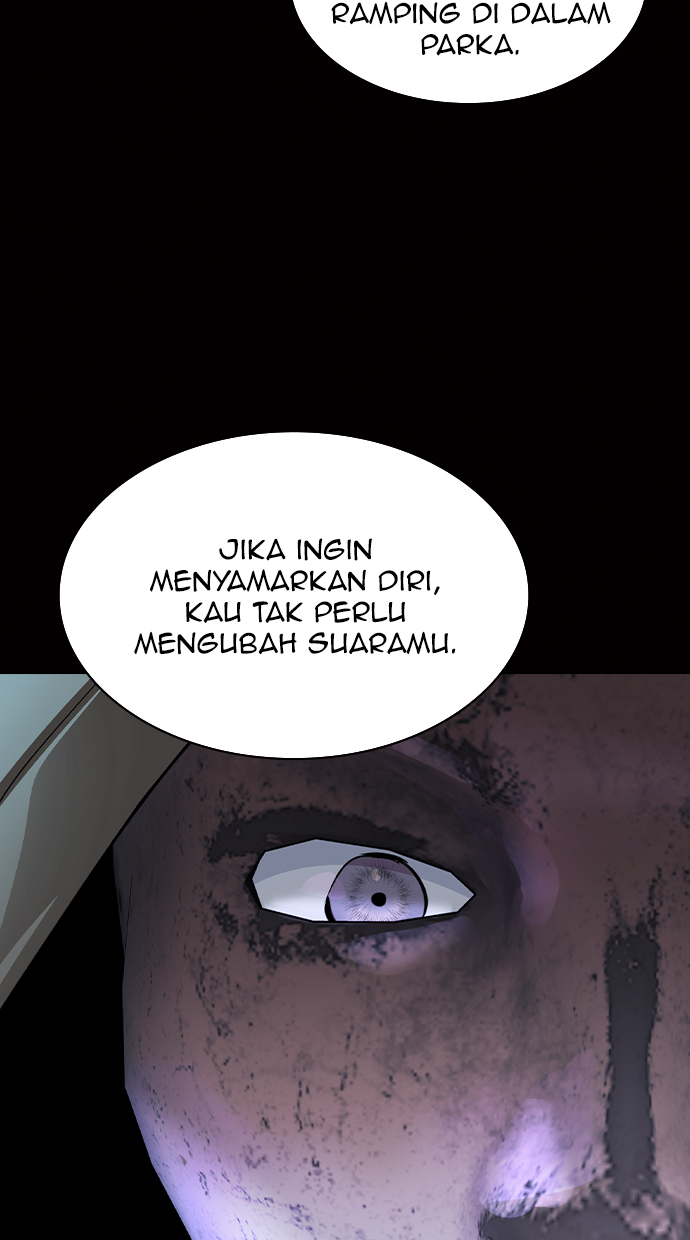 RAMPING DI DALAM
PARKA.
JIKA INGIN
MENYAMARKAN DIRI,
KAU TAK PERLU
MENGUBAH SUARAMU.